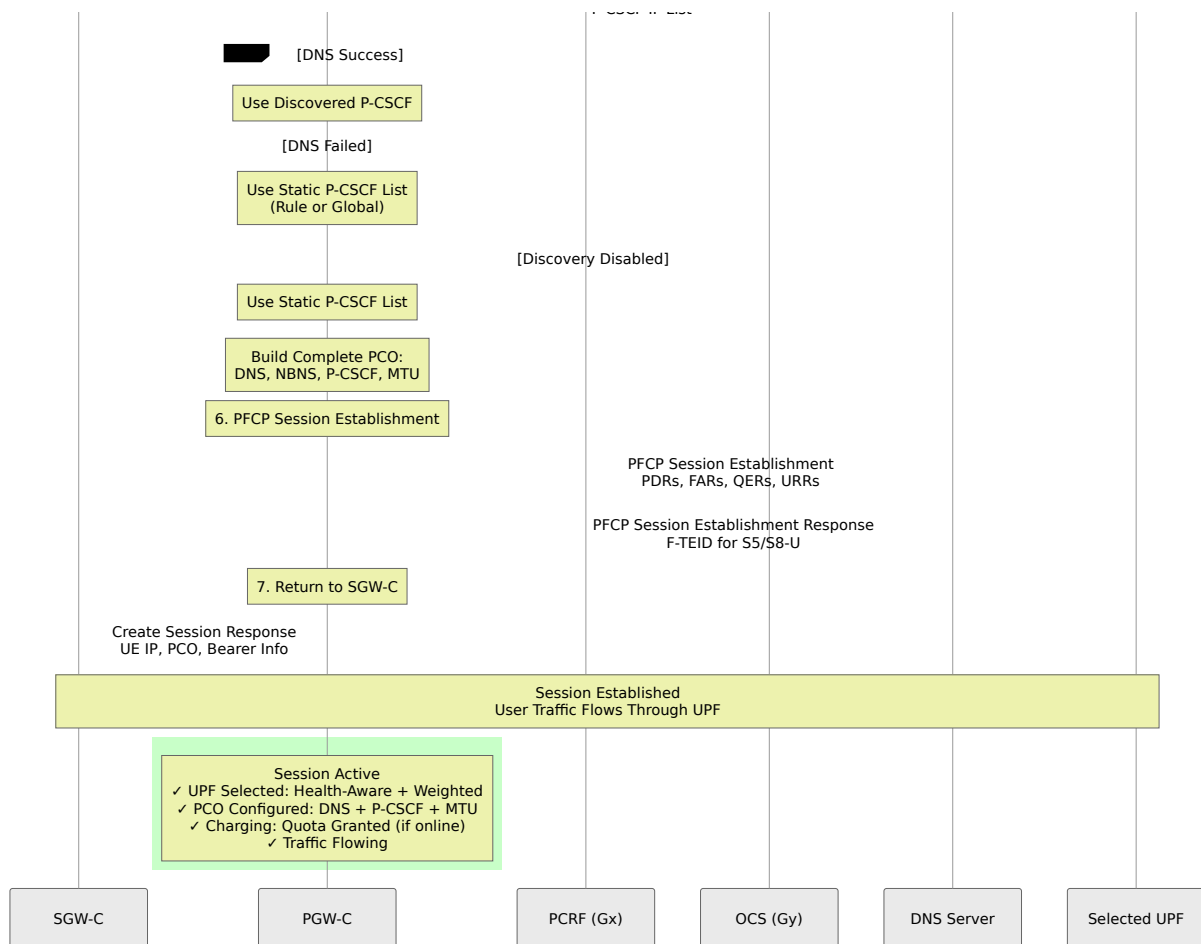 P-CSCF IP List
[DNS Success]
Use Discovered P-CSCF
[DNS Failed]
Use Static P-CSCF List
(Rule or Global)
[Discovery Disabled]
Use Static P-CSCF List
Build Complete PCO:
DNS, NBNS, P-CSCF, MTU
6. PFCP Session Establishment
PFCP Session Establishment
PDRs, FARs, QERs, URRs
PFCP Session Establishment Response
F-TEID for S5/S8-U
7. Return to SGW-C
Create Session Response
UE IP, PCO, Bearer Info
Session Established
User Traffic Flows Through UPF
Session Active
✓ UPF Selected: Health-Aware + Weighted
✓ PCO Configured: DNS + P-CSCF + MTU
✓ Charging: Quota Granted (if online)
✓ Traffic Flowing
SGW-C
PGW-C
PCRF (Gx)
OCS (Gy)
DNS Server
Selected UPF